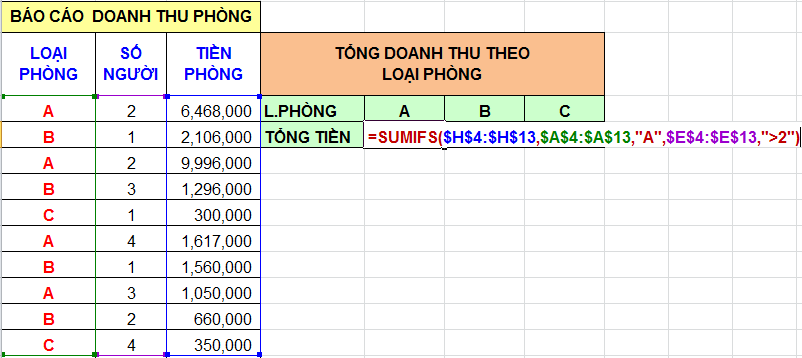 BÁO CÁO DOANH THU PHÒNG
LOẠI PHÒNG SỐ NGƯỜI TIỀN PHÒNG TỔNG DOANH THU THEO LOẠI PHÒNG
A 2 6,468,000 L.PHÒNG A B C
B 1 2,106,000 TỔNG TIỀN =SUMIFS($H$4:$H$13,$A$4:$A$13,"A",$E$4:$E$13,">2")
A 2 9,996,000
B 3 1,296,000
C 1 300,000
A 4 1,617,000
B 1 1,560,000
A 3 1,050,000
B 2 660,000
C 4 350,000